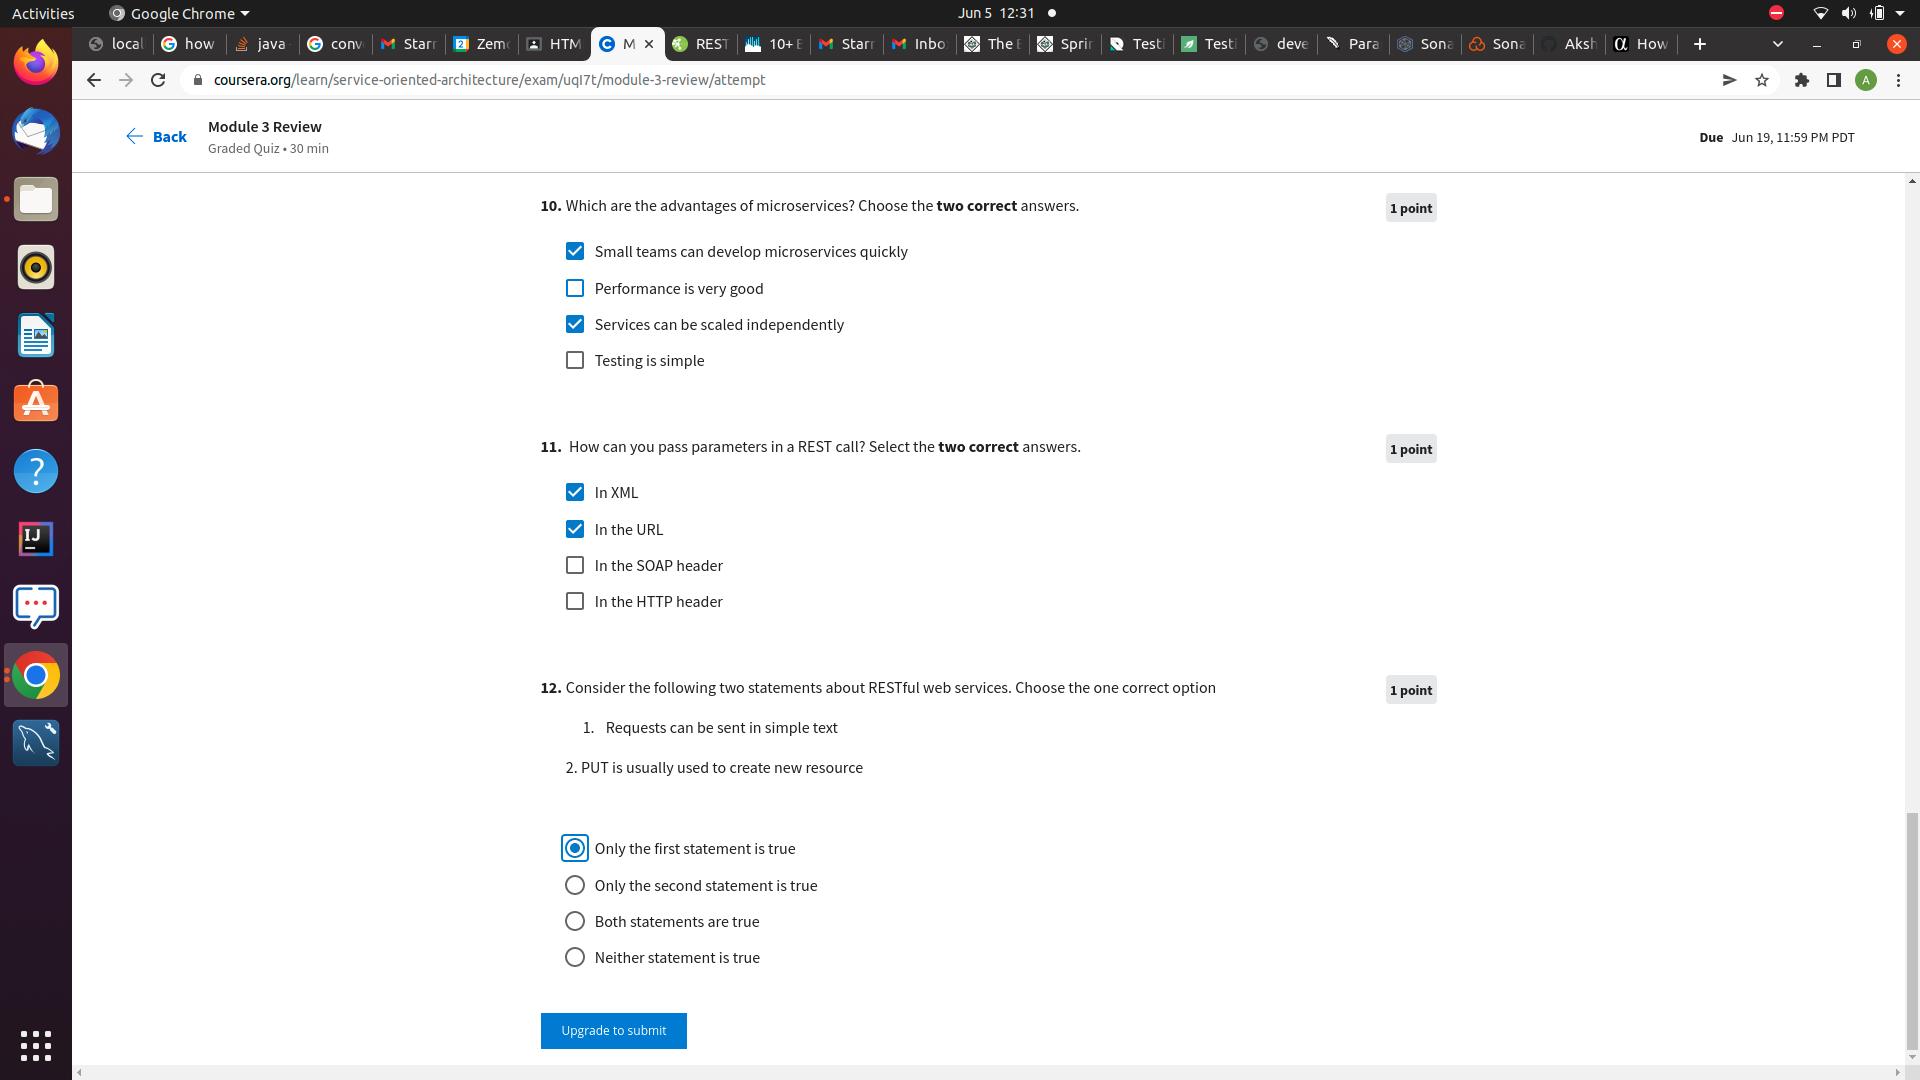 Activities
Google Chrome
Jun 5 12:31
local
how
java
conv
Starr
Zem
HTM
M
REST
10+ E
Starr
Inbo
The E
Sprin
Testi
Testi
deve
Para
Sona
Sona
Aksh
How
coursera.org/learn/service-oriented-architecture/exam/uqI7t/module-3-review/attempt
A
Back
Module 3 Review
Graded Quiz • 30 min
Due Jun 19, 11:59 PM PDT
10. Which are the advantages of microservices? Choose the two correct answers.
1 point
Small teams can develop microservices quickly
Performance is very good
Services can be scaled independently
Testing is simple
11. How can you pass parameters in a REST call? Select the two correct answers.
1 point
In XML
In the URL
In the SOAP header
In the HTTP header
12. Consider the following two statements about RESTful web services. Choose the one correct option
1 point
1. Requests can be sent in simple text
2. PUT is usually used to create new resource
Only the first statement is true
Only the second statement is true
Both statements are true
Neither statement is true
Upgrade to submit
IJ